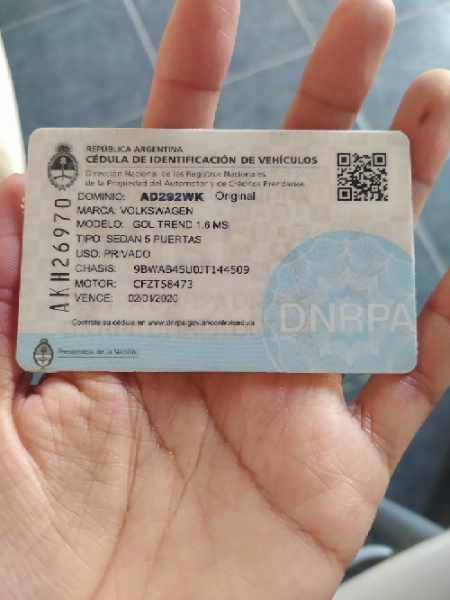 REPÚBLICA ARGENTINA
CÉDULA DE IDENTIFICACIÓN DE VEHÍCULOS
Dirección Nacional de los Registros Nacionales
de la Propiedad del Automotor y de Créditos Prendarios
DOMINIO: AD292WK Original
MARCA: VOLKSWAGEN
MODELO: GOL TREND 1.6 MS
TIPO: SEDAN 5 PUERTAS
USO: PRIVADO
CHASIS: 9BWAB45U0JT144509
MOTOR: CFZT58473
VENCE: 02/01/2020
Controle su cédula en www.dnrpa.gov.ar/
DNRPA
Presidencia de la Nación
AKH26970